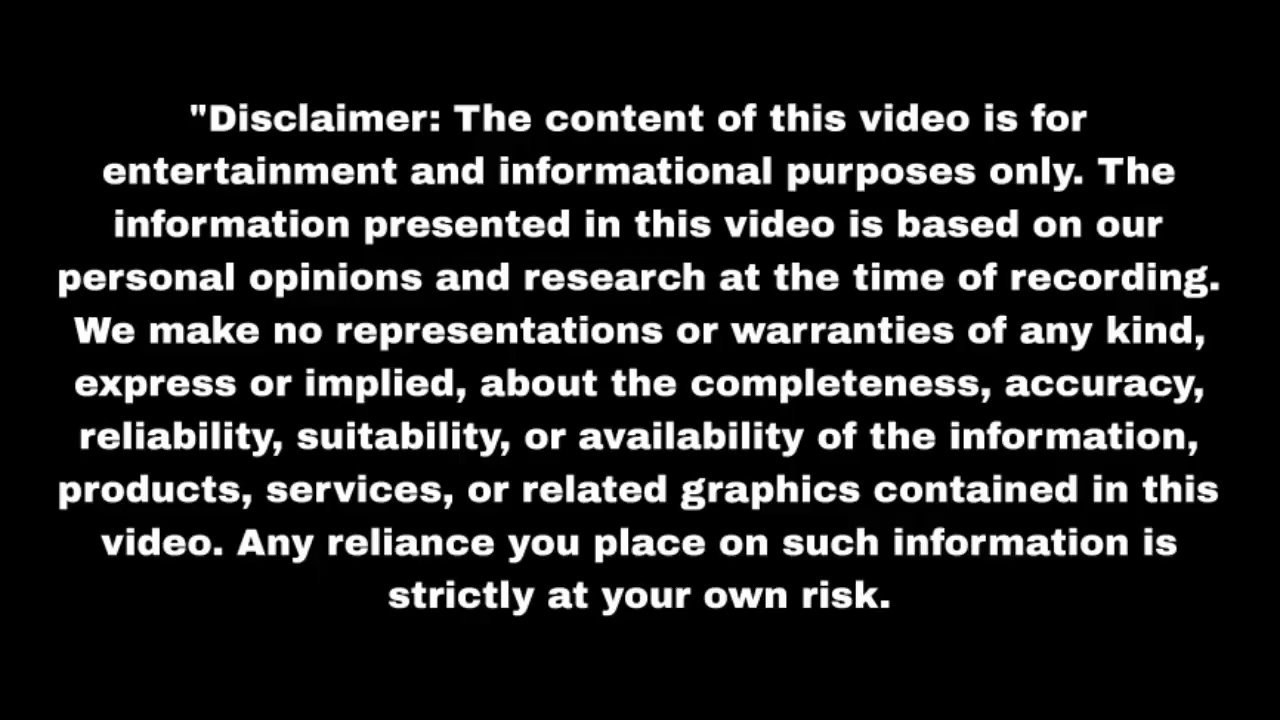 "Disclaimer: The content of this video is for
entertainment and informational purposes only. The
information presented in this video is based on our
personal opinions and research at the time of recording.
We make no representations or warranties of any kind,
express or implied, about the completeness, accuracy,
reliability, suitability, or availability of the information,
products, services, or related graphics contained in this
video. Any reliance you place on such information is
strictly at your own risk.